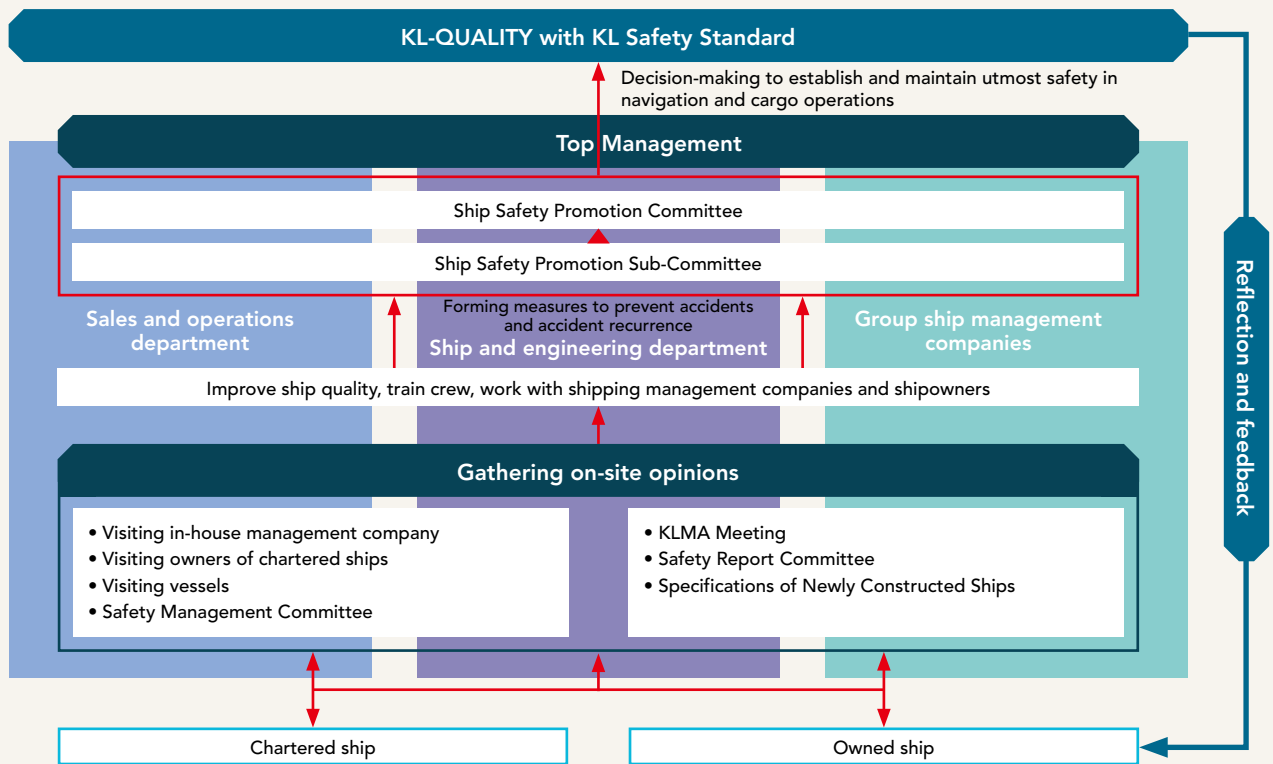 KL-QUALITY with KL Safety Standard
Decision-making to establish and maintain utmost safety in
navigation and cargo operations
Top Management
Ship Safety Promotion Committee
Ship Safety Promotion Sub-Committee
Forming measures to prevent accidents
and accident recurrence
Sales and operations
department
Ship and engineering department
Group ship management
companies
Improve ship quality, train crew, work with shipping management companies and shipowners
Gathering on-site opinions
• Visiting in-house management company
• Visiting owners of chartered ships
• Visiting vessels
• Safety Management Committee
• KLMA Meeting
• Safety Report Committee
• Specifications of Newly Constructed Ships
Chartered ship
Owned ship
Reflection and feedback